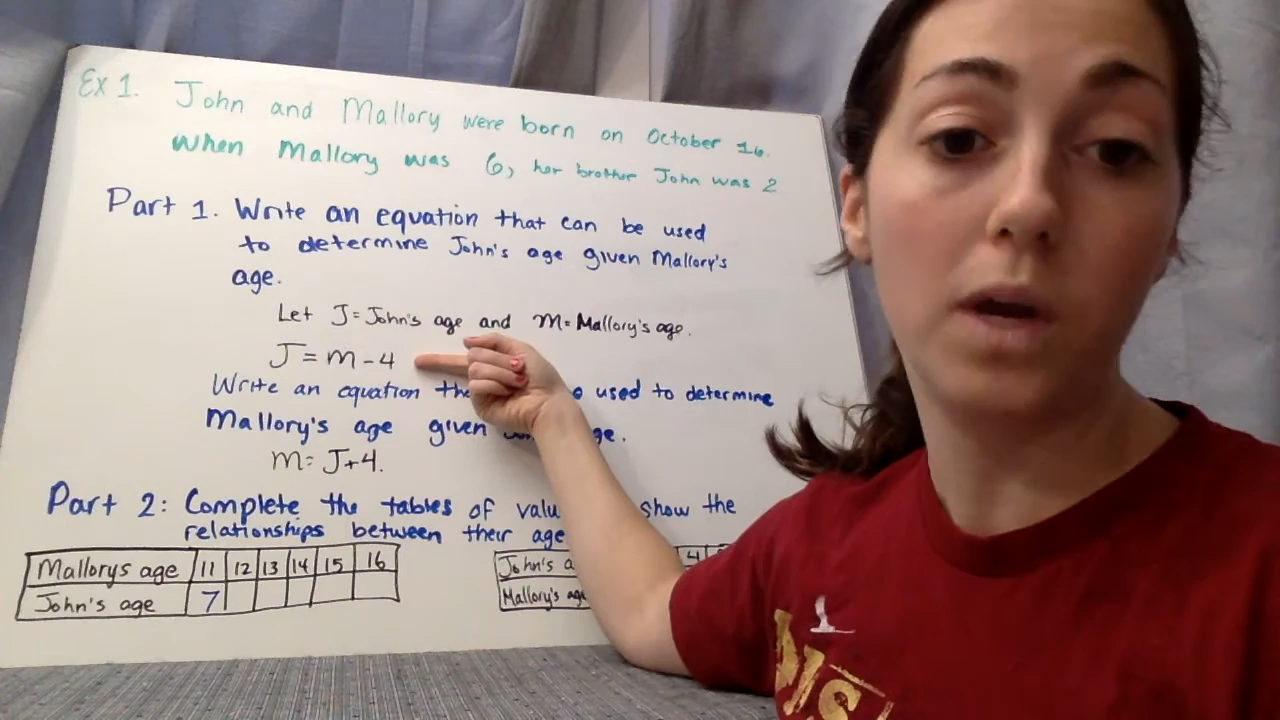 Ex 1. John and Mallory were born on October 16.
When Mallory was 6, her brother John was 2
Part 1. Write an equation that can be used
to determine John's age given Mallory's
age.
Let J=John's age and m=Mallory's age.
J=m-4
Write an equation used to determine
Mallory's age given
m=J+4.
Part 2: Complete the tables of show the
relationships between their
Mallorys age 11 12 13 14 15 16
John's age 7
John's 4
Mallory's